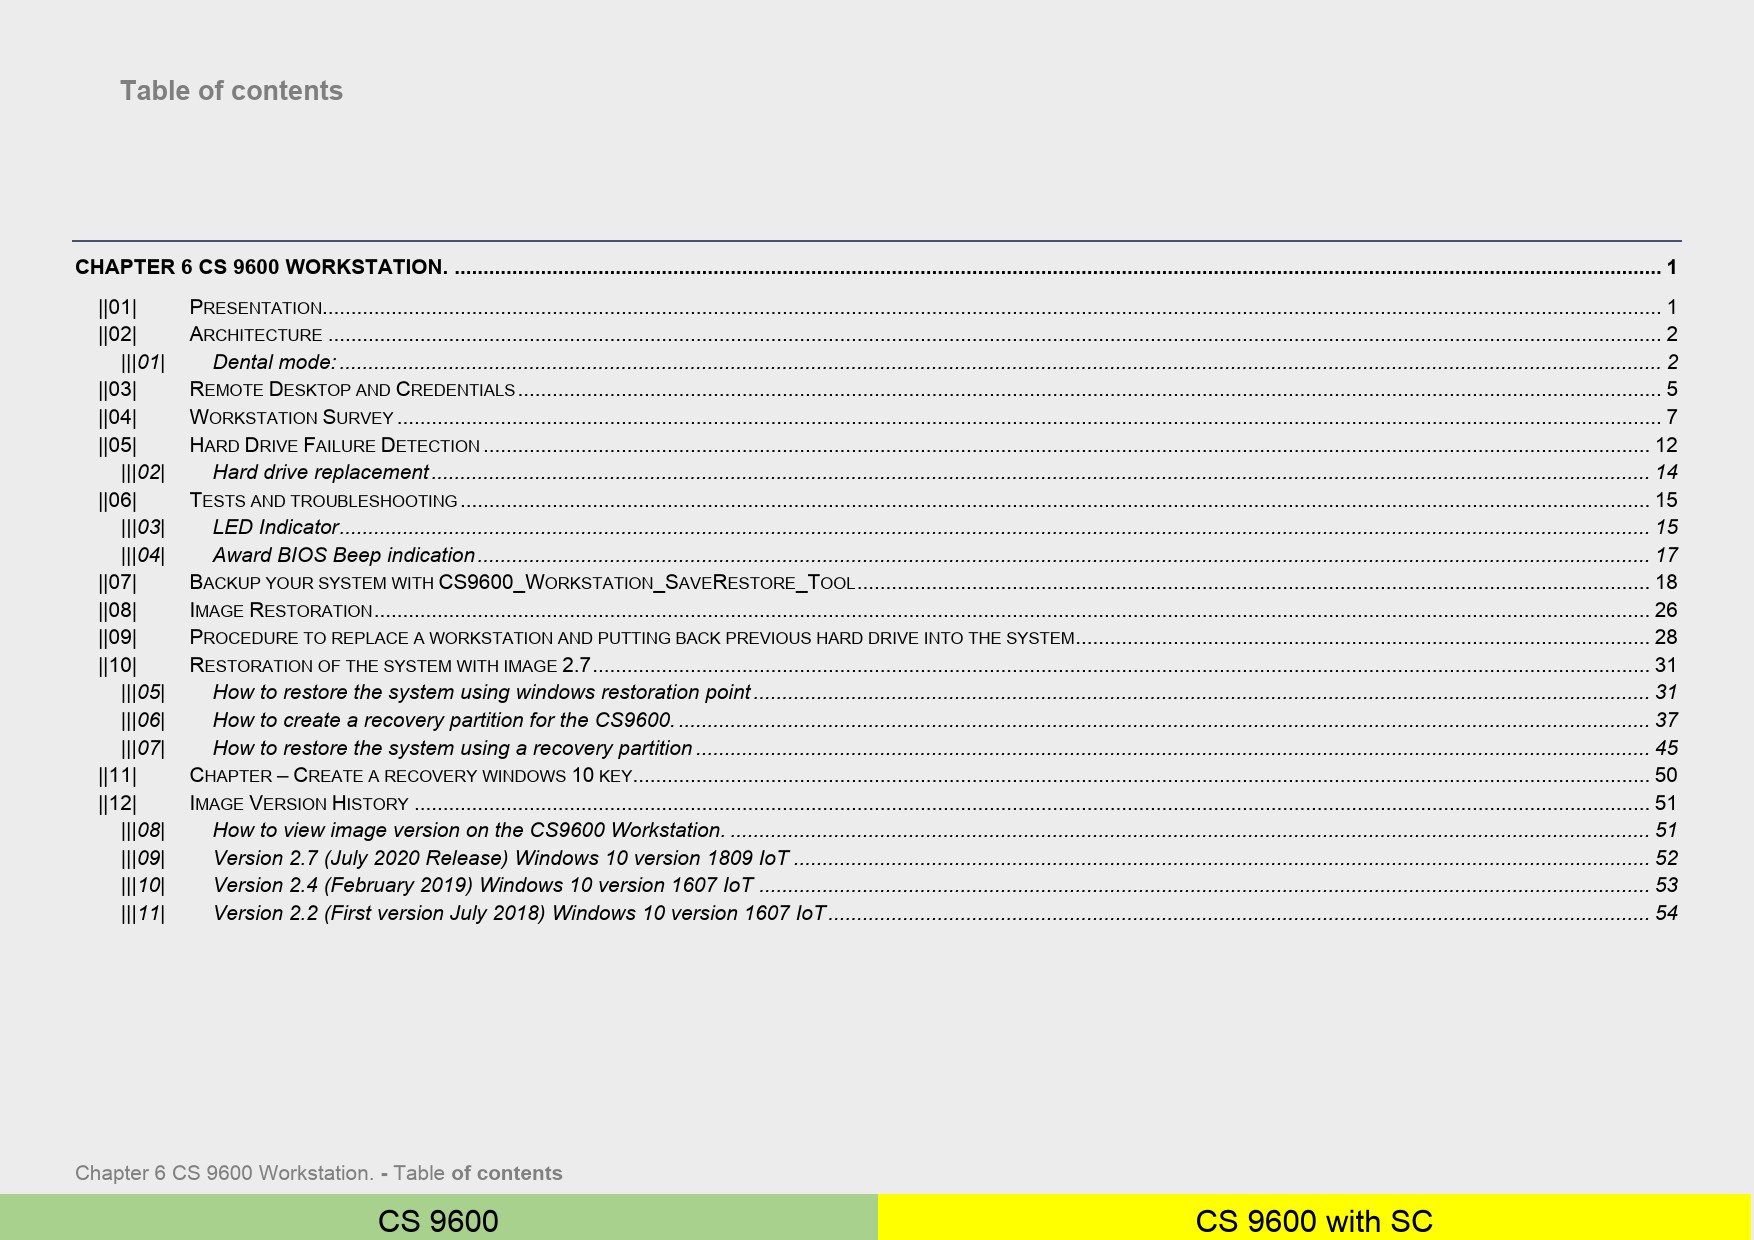 Table of contents
CHAPTER 6 CS 9600 WORKSTATION. ........................................ 1
||01| PRESENTATION........................................ 1
||02| ARCHITECTURE ........................................ 2
|||01| Dental mode: ........................................ 2
||03| REMOTE DESKTOP AND CREDENTIALS ........................................ 5
||04| WORKSTATION SURVEY ........................................ 7
||05| HARD DRIVE FAILURE DETECTION ........................................ 12
|||02| Hard drive replacement ........................................ 14
||06| TESTS AND TROUBLESHOOTING ........................................ 15
|||03| LED Indicator........................................ 15
|||04| Award BIOS Beep indication ........................................ 17
||07| BACKUP YOUR SYSTEM WITH CS9600_WORKSTATION_SAVERESTORE_TOOL ........................................ 18
||08| IMAGE RESTORATION ........................................ 26
||09| PROCEDURE TO REPLACE A WORKSTATION AND PUTTING BACK PREVIOUS HARD DRIVE INTO THE SYSTEM ........................................ 28
||10| RESTORATION OF THE SYSTEM WITH IMAGE 2.7 ........................................ 31
|||05| How to restore the system using windows restoration point ........................................ 31
|||06| How to create a recovery partition for the CS9600. ........................................ 37
|||07| How to restore the system using a recovery partition ........................................ 45
||11| CHAPTER – CREATE A RECOVERY WINDOWS 10 KEY ........................................ 50
||12| IMAGE VERSION HISTORY ........................................ 51
|||08| How to view image version on the CS9600 Workstation. ........................................ 51
|||09| Version 2.7 (July 2020 Release) Windows 10 version 1809 IoT ........................................ 52
|||10| Version 2.4 (February 2019) Windows 10 version 1607 IoT ........................................ 53
|||11| Version 2.2 (First version July 2018) Windows 10 version 1607 IoT ........................................ 54
Chapter 6 CS 9600 Workstation. - Table of contents
CS 9600
CS 9600 with SC